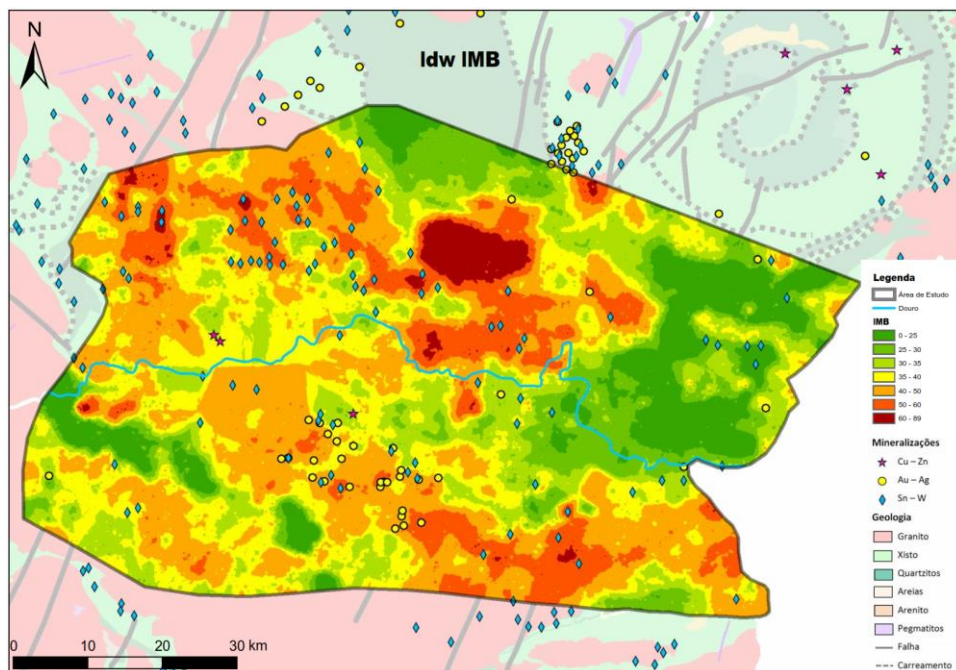 N
ldw IMB
Legenda
Área de Estudo
Douro
IMB
0 - 25
25 - 30
30 - 35
35 - 40
40 - 50
50 - 60
60 - 89
Mineralizações
Cu – Zn
Au – Ag
Sn – W
Geologia
Granito
Xisto
Quartzitos
Areias
Arenito
Pegmatitos
Falha
Carreamento
0 10 20 30 km